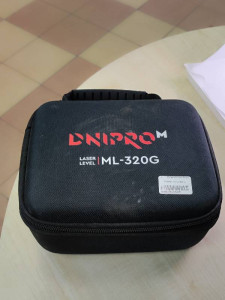 DNIPRO M
LASER LEVEL | ML-320G